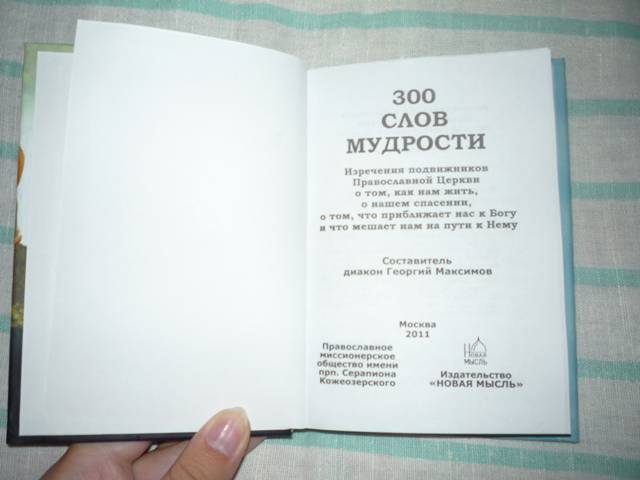 300
СЛОВ
МУДРОСТИ
Изречения подвижников
Православной Церкви
о том, как нам жить,
о нашем спасении,
о том, что приближает нас к Богу
и что мешает нам на пути к Нему
Составитель
диакон Георгий Максимов
Москва
2011
Православное
миссионерское
общество имени
прп. Серапиона
Кожеозерского
НОВАЯ
МЫСЛЬ
Издательство
«НОВАЯ МЫСЛЬ»